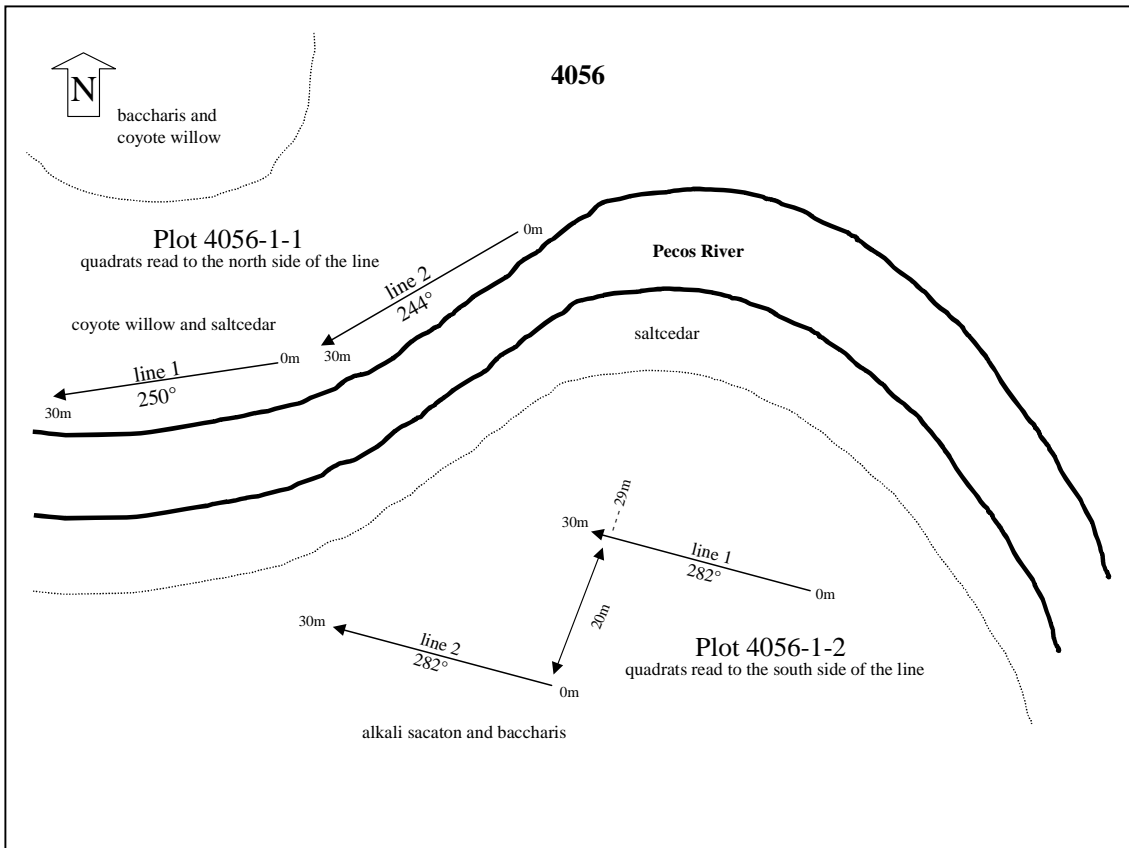 4056
N
baccharis and
coyote willow
Plot 4056-1-1
quadrats read to the north side of the line
0m
line 2
244°
30m
Pecos River
coyote willow and saltcedar
saltcedar
0m
line 1
250°
30m
29m
30m
line 1
282°
0m
20m
30m
line 2
282°
0m
Plot 4056-1-2
quadrats read to the south side of the line
alkali sacaton and baccharis